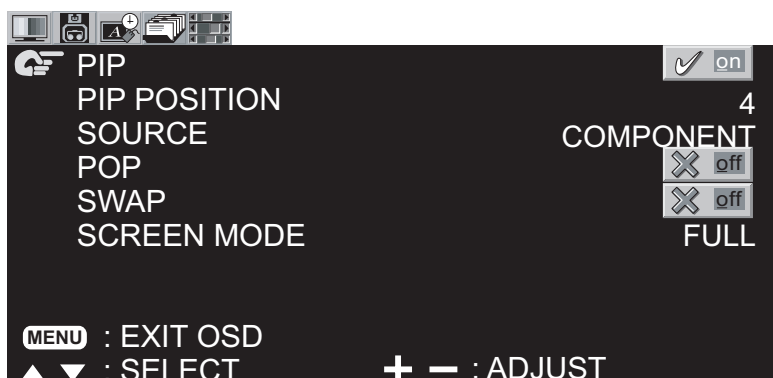 A
PIP on
PIP POSITION 4
SOURCE COMPONENT
POP off
SWAP off
SCREEN MODE FULL
MENU : EXIT OSD
: SELECT + − : ADJUST